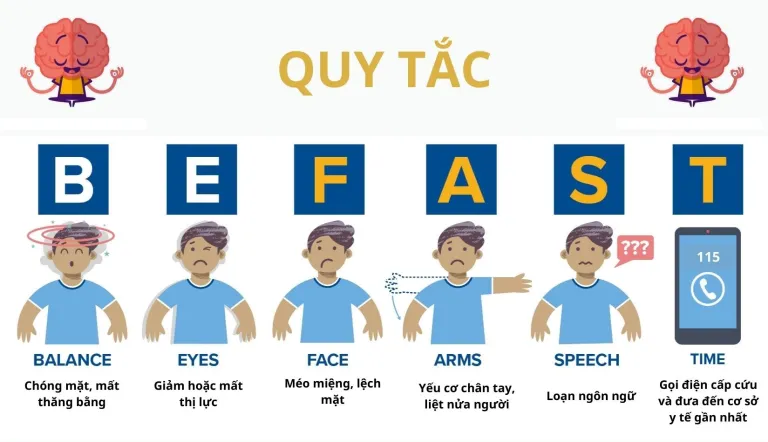 QUY TẮC
B E F A S T
???
115
BALANCE
Chóng mặt, mất
thăng bằng
EYES
Giảm hoặc mất
thị lực
FACE
Méo miệng, lệch
mặt
ARMS
Yếu cơ chân tay,
liệt nửa người
SPEECH
Loạn ngôn ngữ
TIME
Gọi điện cấp cứu
và đưa đến cơ sở
y tế gần nhất